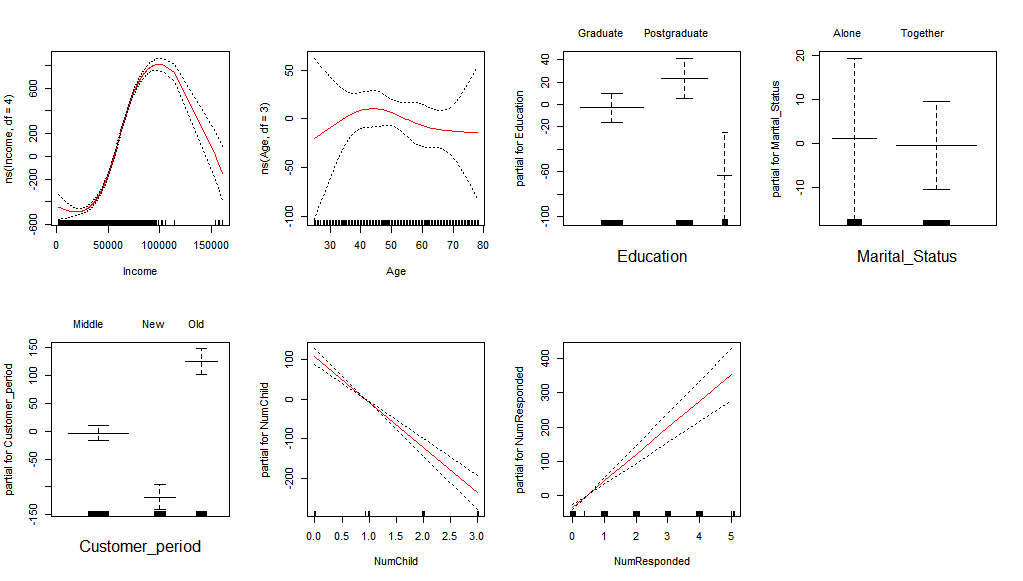 Graduate Postgraduate
Alone Together
ns(Income, df = 4)
-600 -200 0 200 600
0 50000 100000 150000
Income
ns(Age, df = 3)
-100 -50 0 50
30 40 50 60 70 80
Age
partial for Education
-100 -60 -20 0 20 40
Education
partial for Marital_Status
-10 0 10 20
Marital_Status
Middle New Old
partial for Customer_period
-150 -50 0 50 100 150
Customer_period
partial for NumChild
-200 -100 0 100
0.0 0.5 1.0 1.5 2.0 2.5 3.0
NumChild
partial for NumResponded
0 100 200 300 400
0 1 2 3 4 5
NumResponded